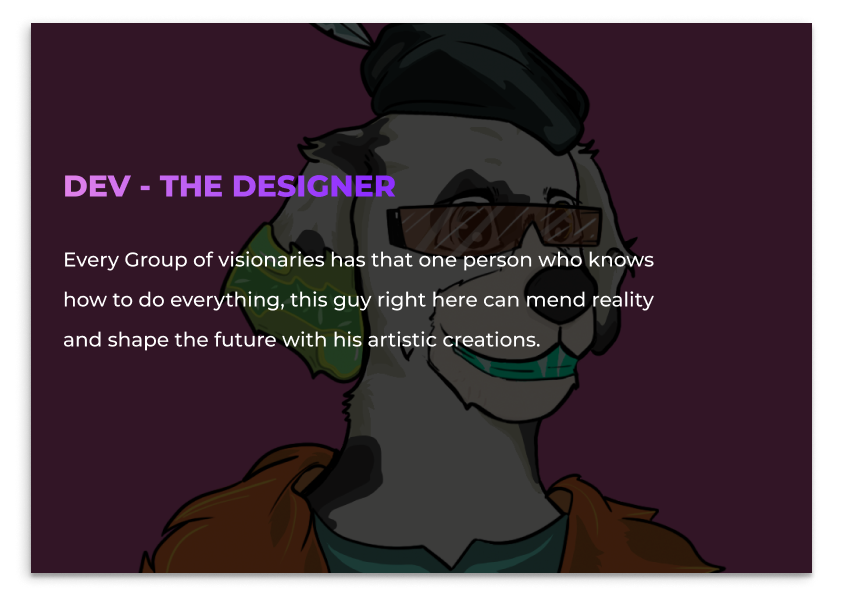 DEV - THE DESIGNER
Every Group of visionaries has that one person who knows
how to do everything, this guy right here can mend reality
and shape the future with his artistic creations.